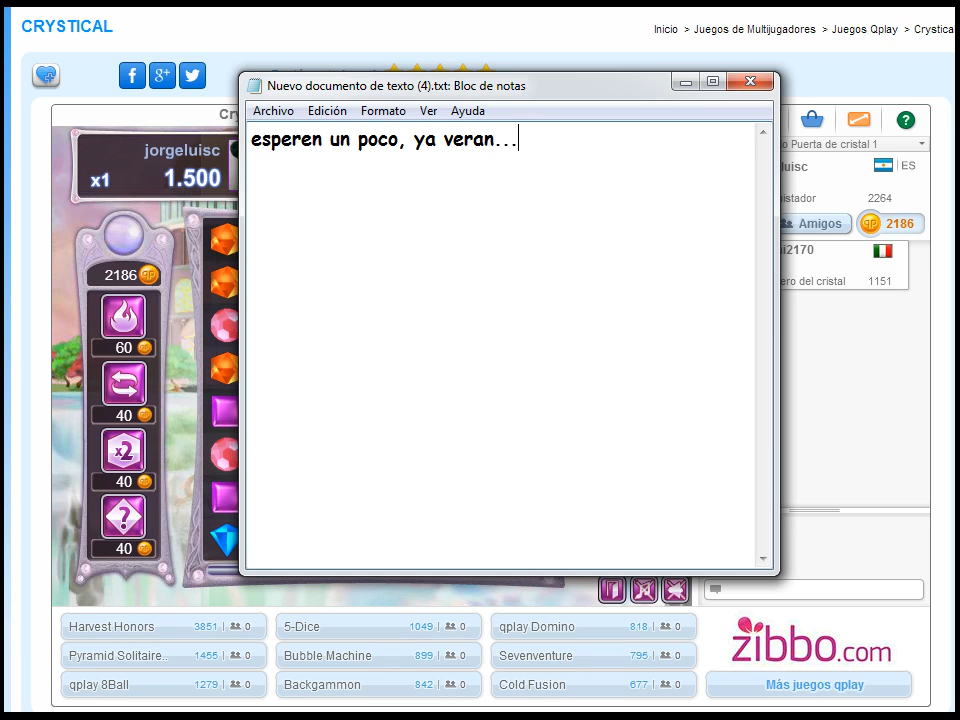 CRYSTICAL
Inicio > Juegos de Multijugadores > Juegos Qplay > Crystica
f g+
Nuevo documento de texto (4).txt: Bloc de notas
Archivo Edición Formato Ver Ayuda
esperen un poco, ya veran...
Cry
jorgeluisc
x1 1.500
o Puerta de cristal 1
luisc ES
istador 2264
Amigos 2186
i2170
ero del cristal 1151
2186
60
40
x2
40
?
40
Harvest Honors 3851 | 0
5-Dice 1049 | 0
qplay Domino 818 | 0
Pyramid Solitaire.. 1455 | 0
Bubble Machine 899 | 0
Sevenventure 795 | 0
qplay 8Ball 1279 | 0
Backgammon 842 | 0
Cold Fusion 677 | 0
zibbo.com
Más juegos qplay